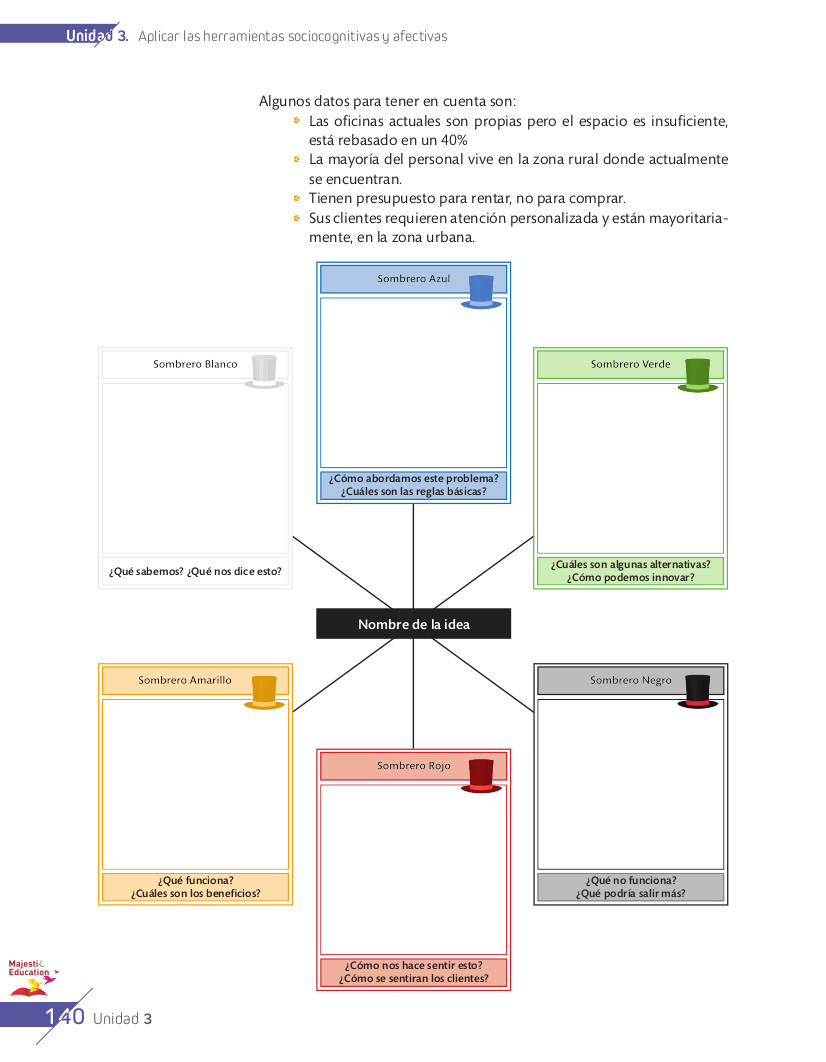 Unidad 3. Aplicar las herramientas sociocognitivas y afectivas
Algunos datos para tener en cuenta son:
Las oficinas actuales son propias pero el espacio es insuficiente,
está rebasado en un 40%
La mayoría del personal vive en la zona rural donde actualmente
se encuentran.
Tienen presupuesto para rentar, no para comprar.
Sus clientes requieren atención personalizada y están mayoritaria-
mente, en la zona urbana.
Sombrero Azul
¿Cómo abordamos este problema?
¿Cuáles son las reglas básicas?
Sombrero Blanco
¿Qué sabemos? ¿Qué nos dice esto?
Sombrero Verde
¿Cuáles son algunas alternativas?
¿Cómo podemos innovar?
Nombre de la idea
Sombrero Amarillo
¿Qué funciona?
¿Cuáles son los beneficios?
Sombrero Negro
¿Qué no funciona?
¿Qué podría salir más?
Sombrero Rojo
¿Cómo nos hace sentir esto?
¿Cómo se sentiran los clientes?
Majestic
Education
140 Unidad 3